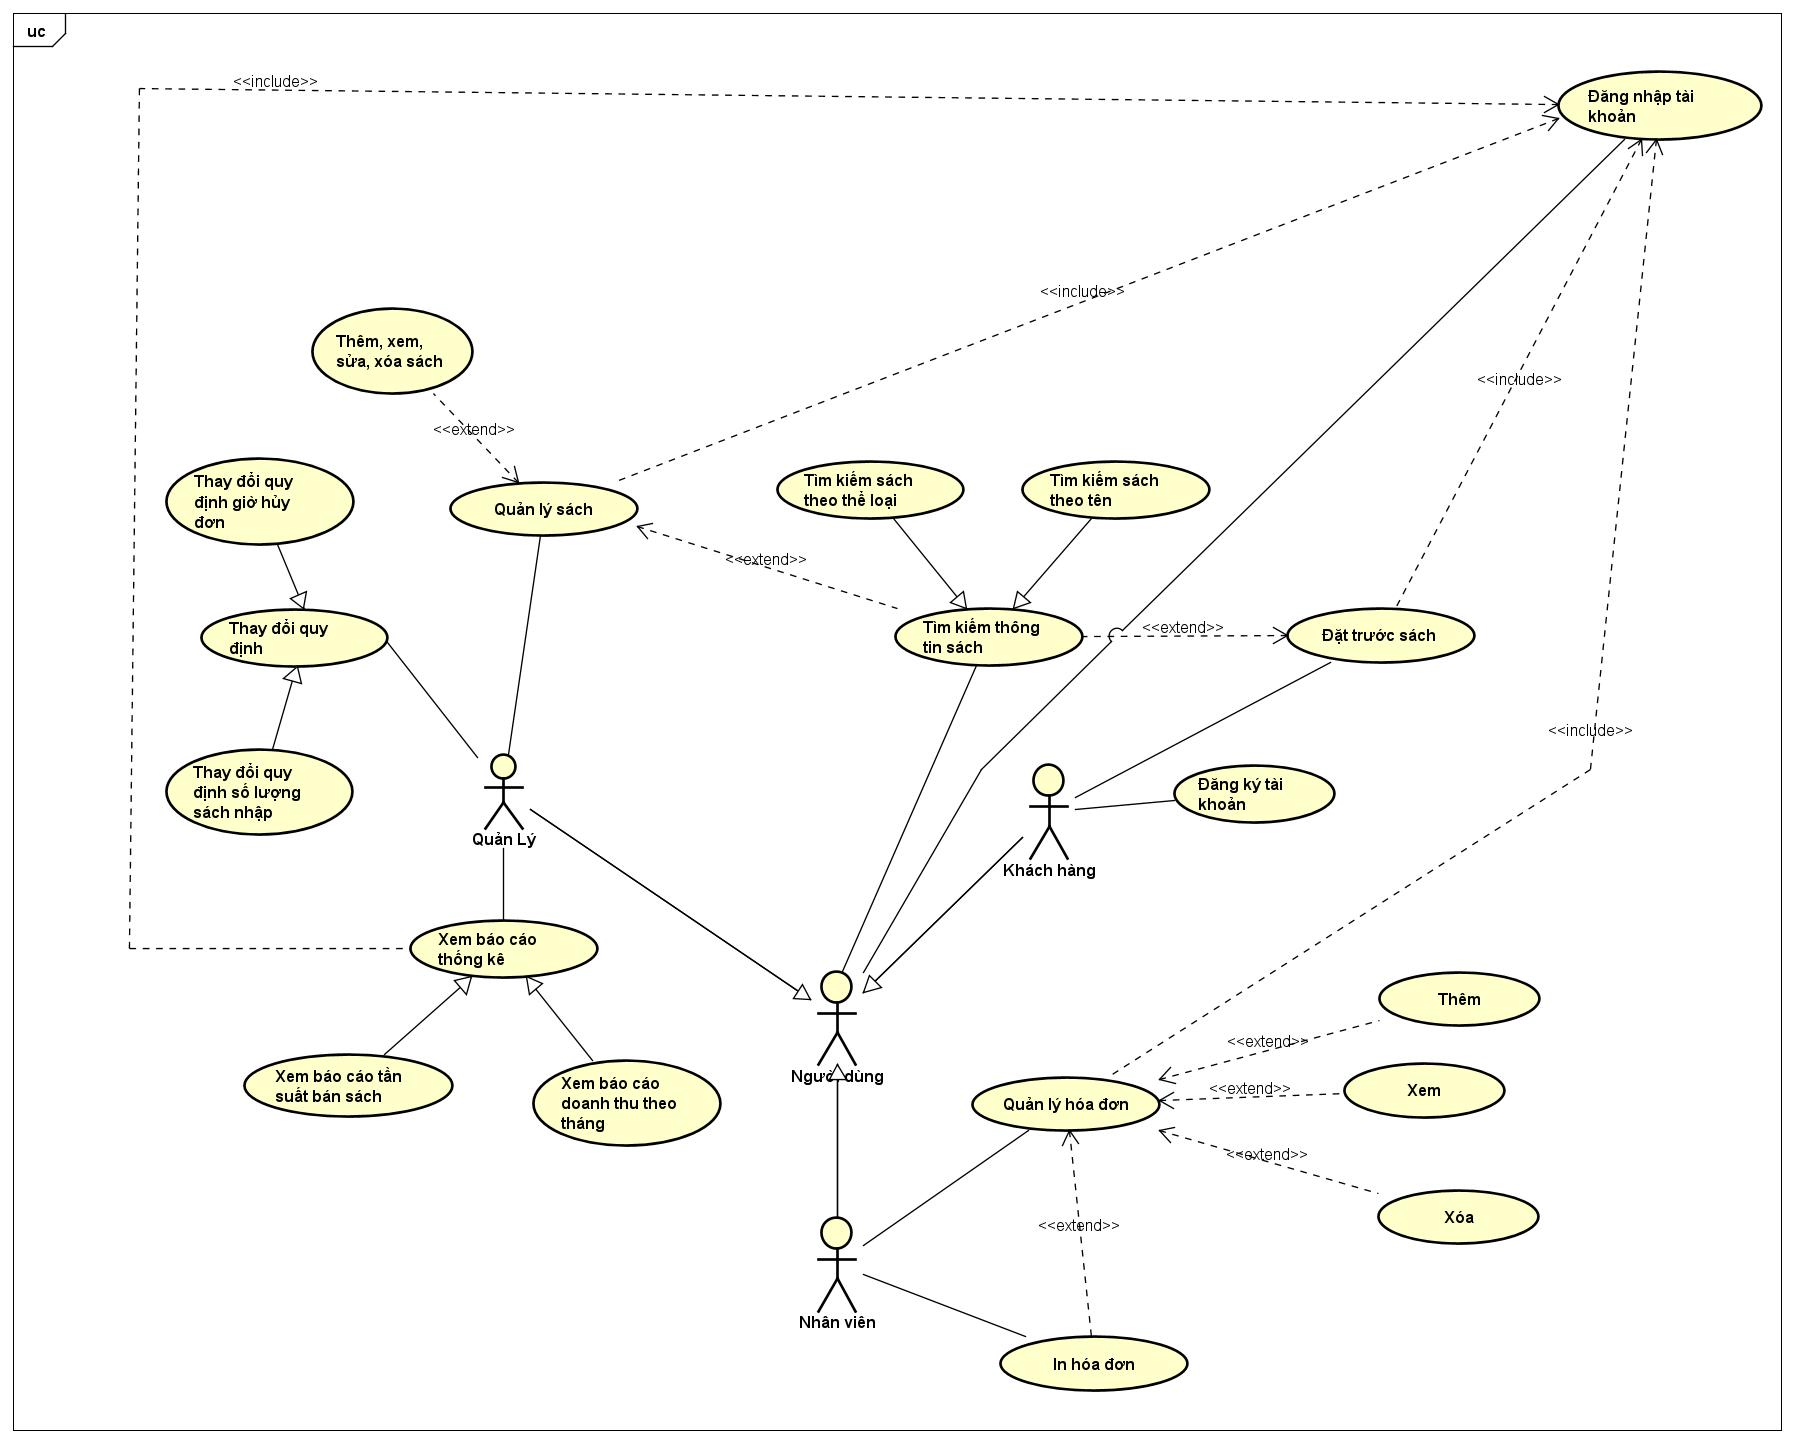 uc
<<include>>
Đăng nhập tài
khoản
<<include>>
Thêm, xem,
sửa, xóa sách
<<include>>
<<extend>>
Thay đổi quy
định giờ hủy
đơn
Quản lý sách
Tìm kiếm sách
theo thể loại
Tìm kiếm sách
theo tên
<<extend>>
Thay đổi quy
định
Tìm kiếm thông
tin sách
<<extend>>
Đặt trước sách
<<include>>
Thay đổi quy
định số lượng
sách nhập
Quản Lý
Đăng ký tài
khoản
Khách hàng
Xem báo cáo
thống kê
Thêm
<<extend>>
Xem báo cáo tần
suất bán sách
Xem báo cáo
doanh thu theo
tháng
Người dùng
Quản lý hóa đơn
<<extend>>
Xem
<<extend>>
Xóa
<<extend>>
Nhân viên
In hóa đơn